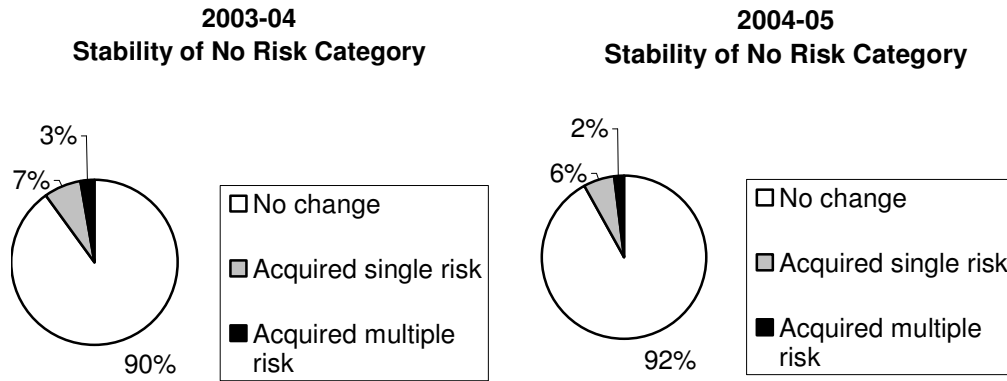 2003-04
Stability of No Risk Category
3%
7%
90%
No change
Acquired single risk
Acquired multiple
risk
2004-05
Stability of No Risk Category
2%
6%
92%
No change
Acquired single risk
Acquired multiple
risk